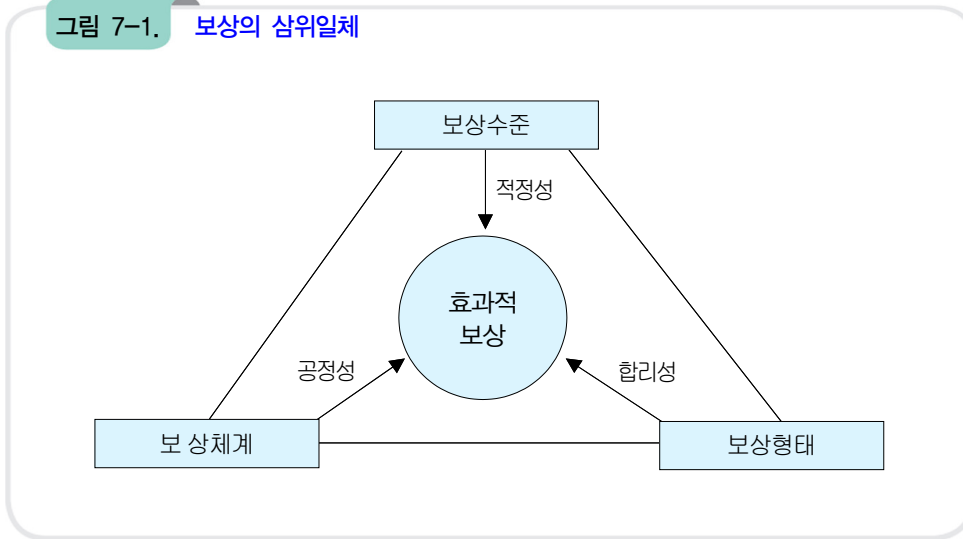 그림 7-1. 보상의 삼위일체
보상수준
적정성
효과적
보상
공정성
합리성
보 상체계
보상형태